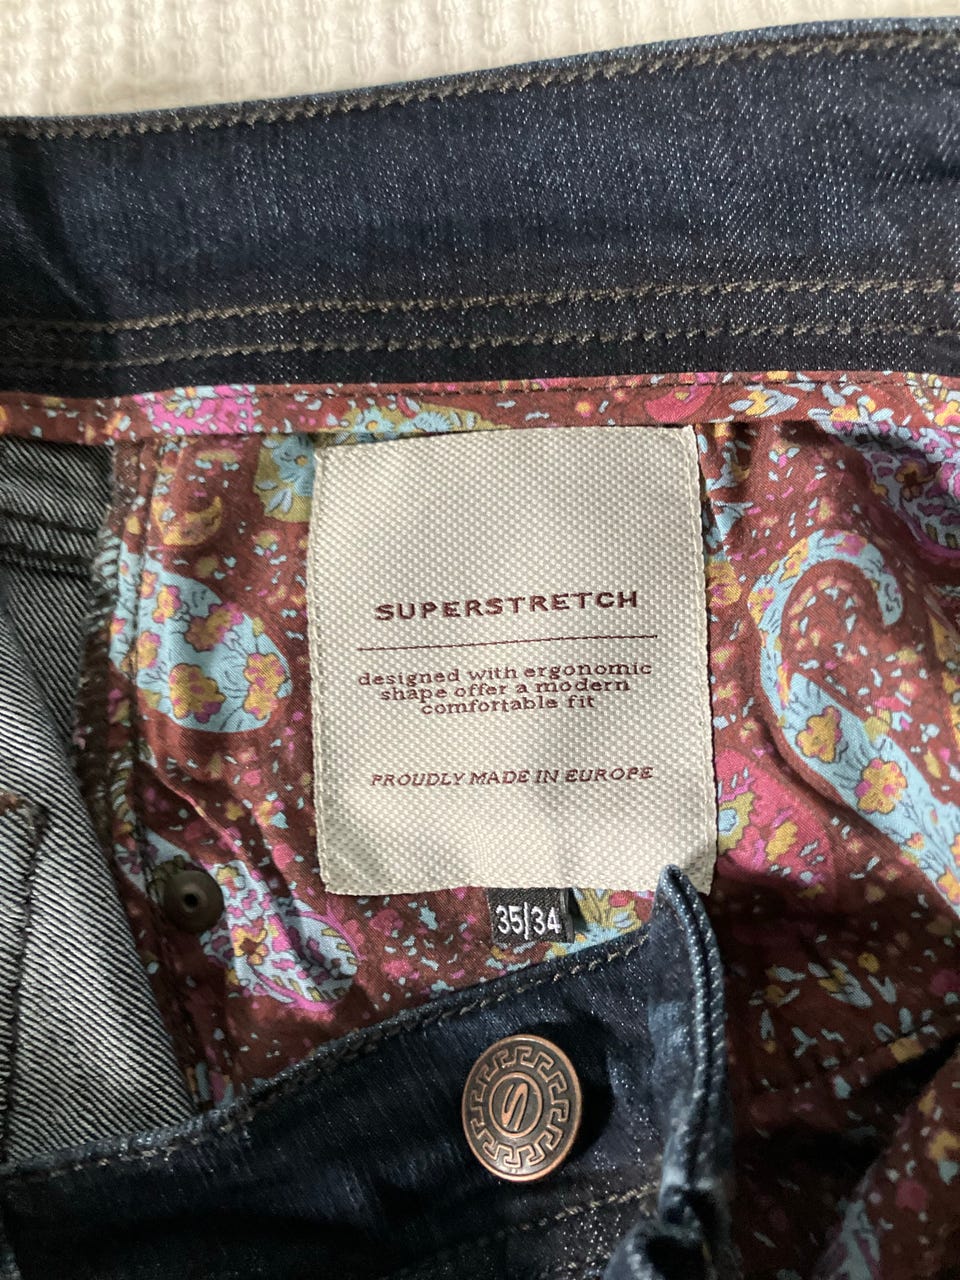 SUPERSTRETCH
designed with ergonomic
shape offer a modern
comfortable fit
PROUDLY MADE IN EUROPE
35/34